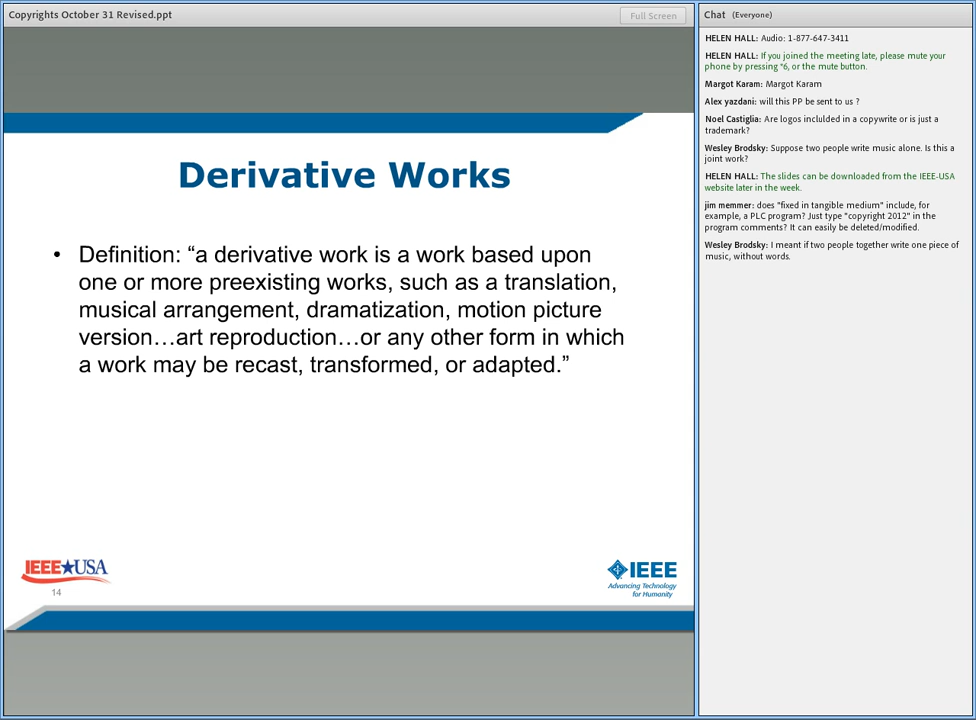 Copyrights October 31 Revised.ppt
Full Screen
Derivative Works
• Definition: “a derivative work is a work based upon
one or more preexisting works, such as a translation,
musical arrangement, dramatization, motion picture
version…art reproduction…or any other form in which
a work may be recast, transformed, or adapted.”
IEEE★USA
14
IEEE
Advancing Technology
for Humanity
Chat (Everyone)
HELEN HALL: Audio: 1-877-647-3411
HELEN HALL: If you joined the meeting late, please mute your
phone by pressing *6, or the mute button.
Margot Karam: Margot Karam
Alex yazdani: will this PP be sent to us ?
Noel Castiglia: Are logos inclulded in a copywrite or is just a
trademark?
Wesley Brodsky: Suppose two people write music alone. Is this a
joint work?
HELEN HALL: The slides can be downloaded from the IEEE-USA
website later in the week.
jim memmer: does "fixed in tangible medium" include, for
example, a PLC program? Just type "copyright 2012" in the
program comments? It can easily be deleted/modified.
Wesley Brodsky: I meant if two people together write one piece of
music, without words.